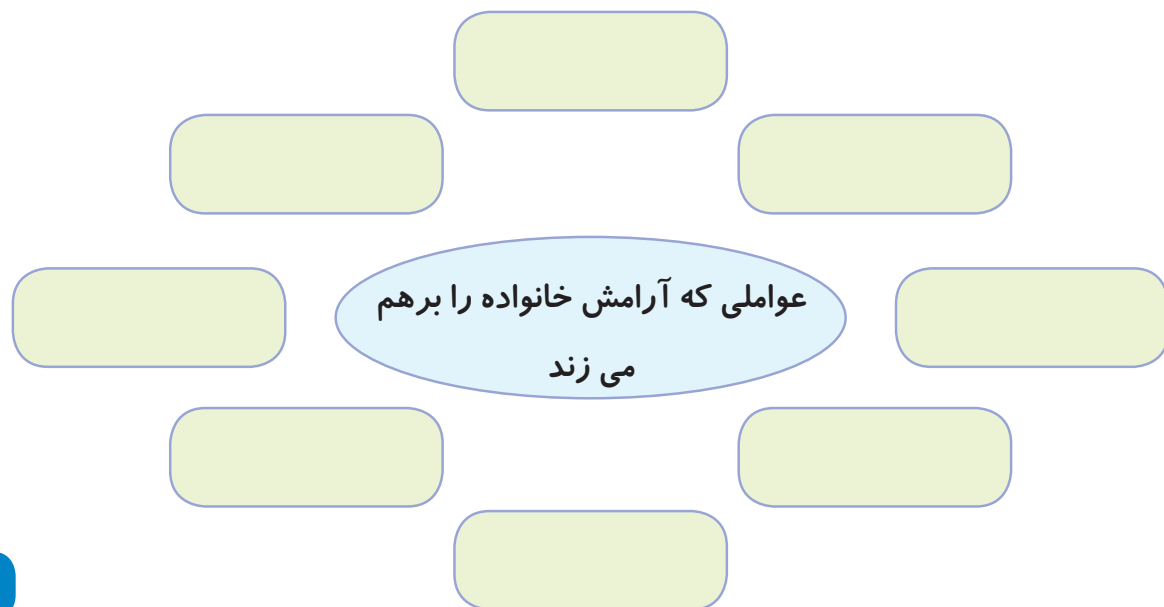 عواملی که آرامش خانواده را برهم
می زند